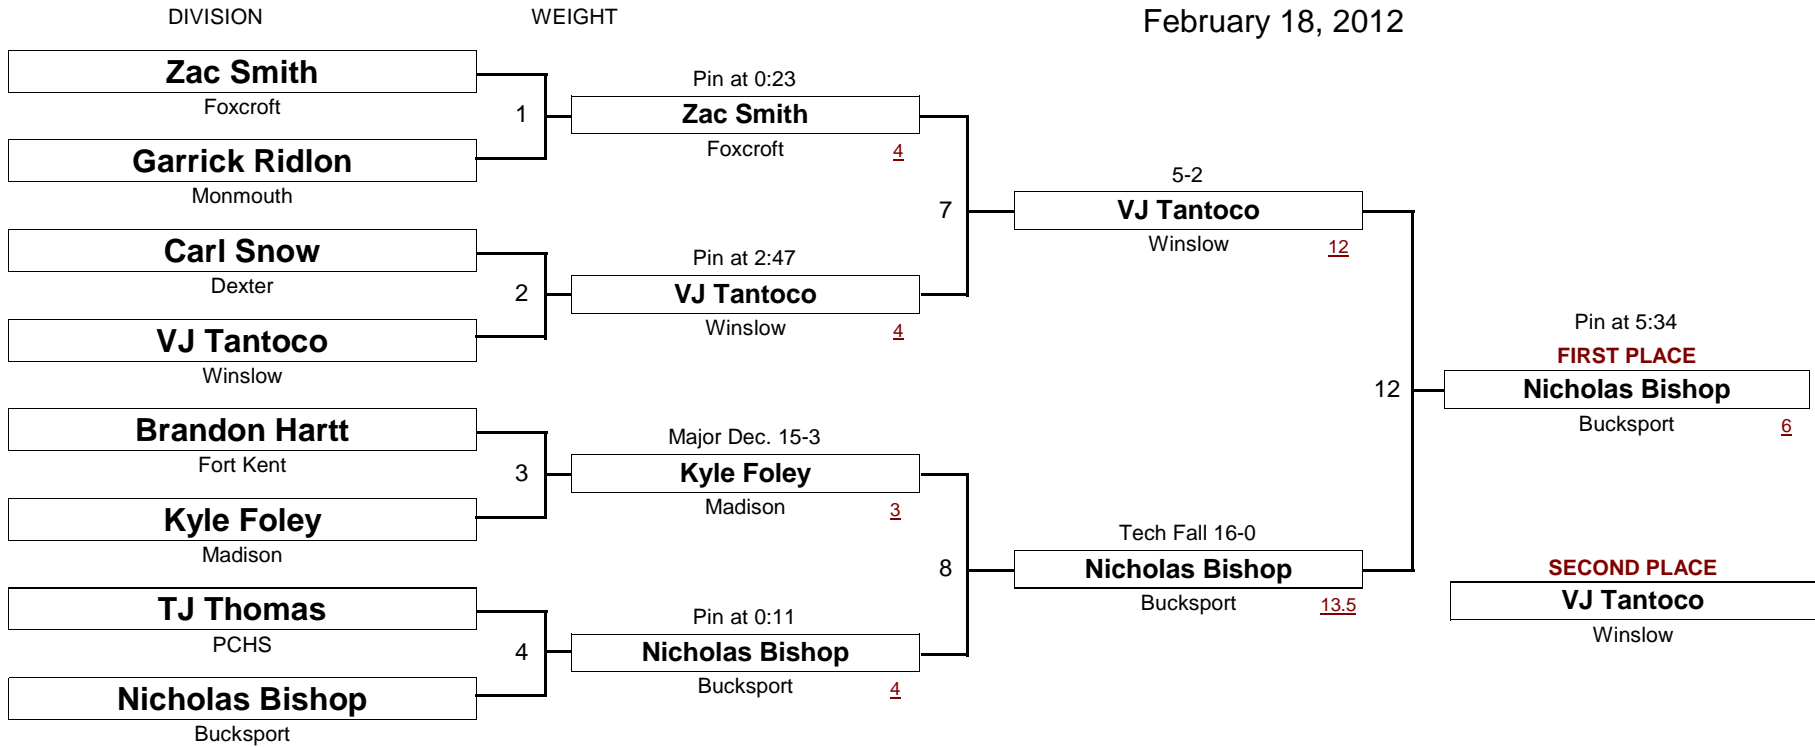 DIVISION
WEIGHT
February 18, 2012
Zac Smith
Foxcroft
1
Garrick Ridlon
Monmouth
Carl Snow
Dexter
2
VJ Tantoco
Winslow
Brandon Hartt
Fort Kent
3
Kyle Foley
Madison
TJ Thomas
PCHS
4
Nicholas Bishop
Bucksport
Pin at 0:23
Zac Smith
Foxcroft
4
7
Pin at 2:47
VJ Tantoco
Winslow
4
Major Dec. 15-3
Kyle Foley
Madison
3
8
Pin at 0:11
Nicholas Bishop
Bucksport
4
5-2
VJ Tantoco
Winslow
12
12
Tech Fall 16-0
Nicholas Bishop
Bucksport
13.5
Pin at 5:34
FIRST PLACE
Nicholas Bishop
Bucksport
6
SECOND PLACE
VJ Tantoco
Winslow